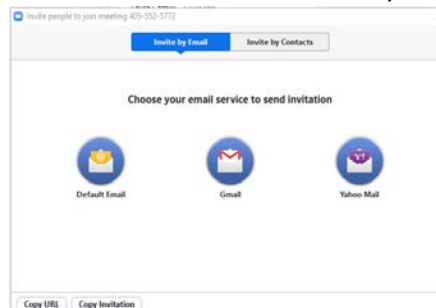 Invite people to join meeting 405-552-5772
Invite by Email Invite by Contacts
Choose your email service to send invitation
Y!
Default Email Gmail Yahoo Mail
Copy URL Copy Invitation